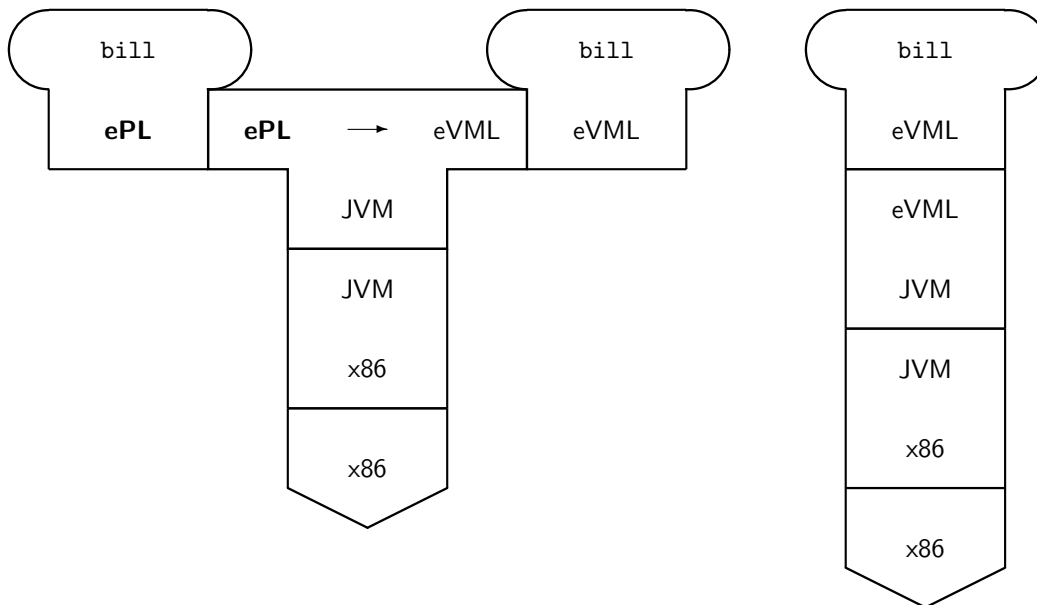 bill bill bill
ePL ePL → eVML eVML eVML
JVM eVML
JVM JVM
x86 JVM
x86 x86
x86